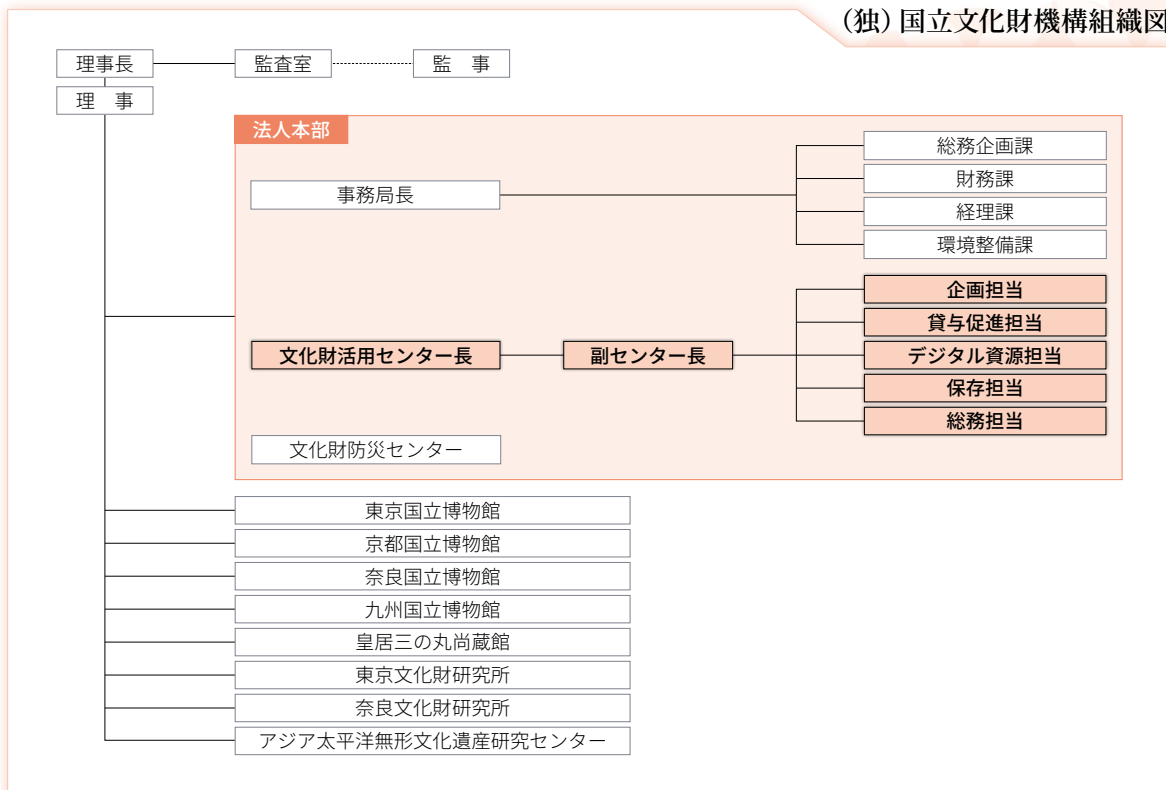 (独)国立文化財機構組織図
理事長
監査室
監　事
理　事
法人本部
総務企画課
財務課
事務局長
経理課
環境整備課
企画担当
貸与促進担当
文化財活用センター長
副センター長
デジタル資源担当
保存担当
総務担当
文化財防災センター
東京国立博物館
京都国立博物館
奈良国立博物館
九州国立博物館
皇居三の丸尚蔵館
東京文化財研究所
奈良文化財研究所
アジア太平洋無形文化遺産研究センター